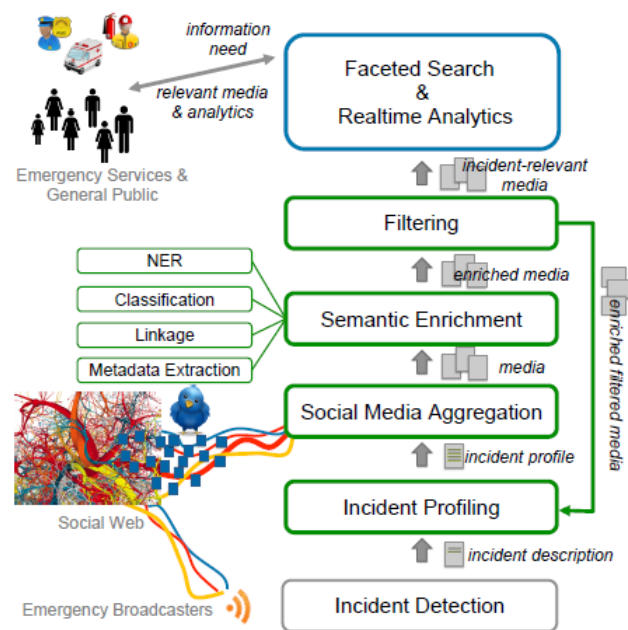 information
need
relevant media
& analytics
Emergency Services &
General Public
Faceted Search
&
Realtime Analytics
incident-relevant
media
Filtering
enriched media
enriched filtered media
NER
Classification
Linkage
Metadata Extraction
Semantic Enrichment
media
Social Media Aggregation
incident profile
Social Web
Incident Profiling
incident description
Emergency Broadcasters
Incident Detection